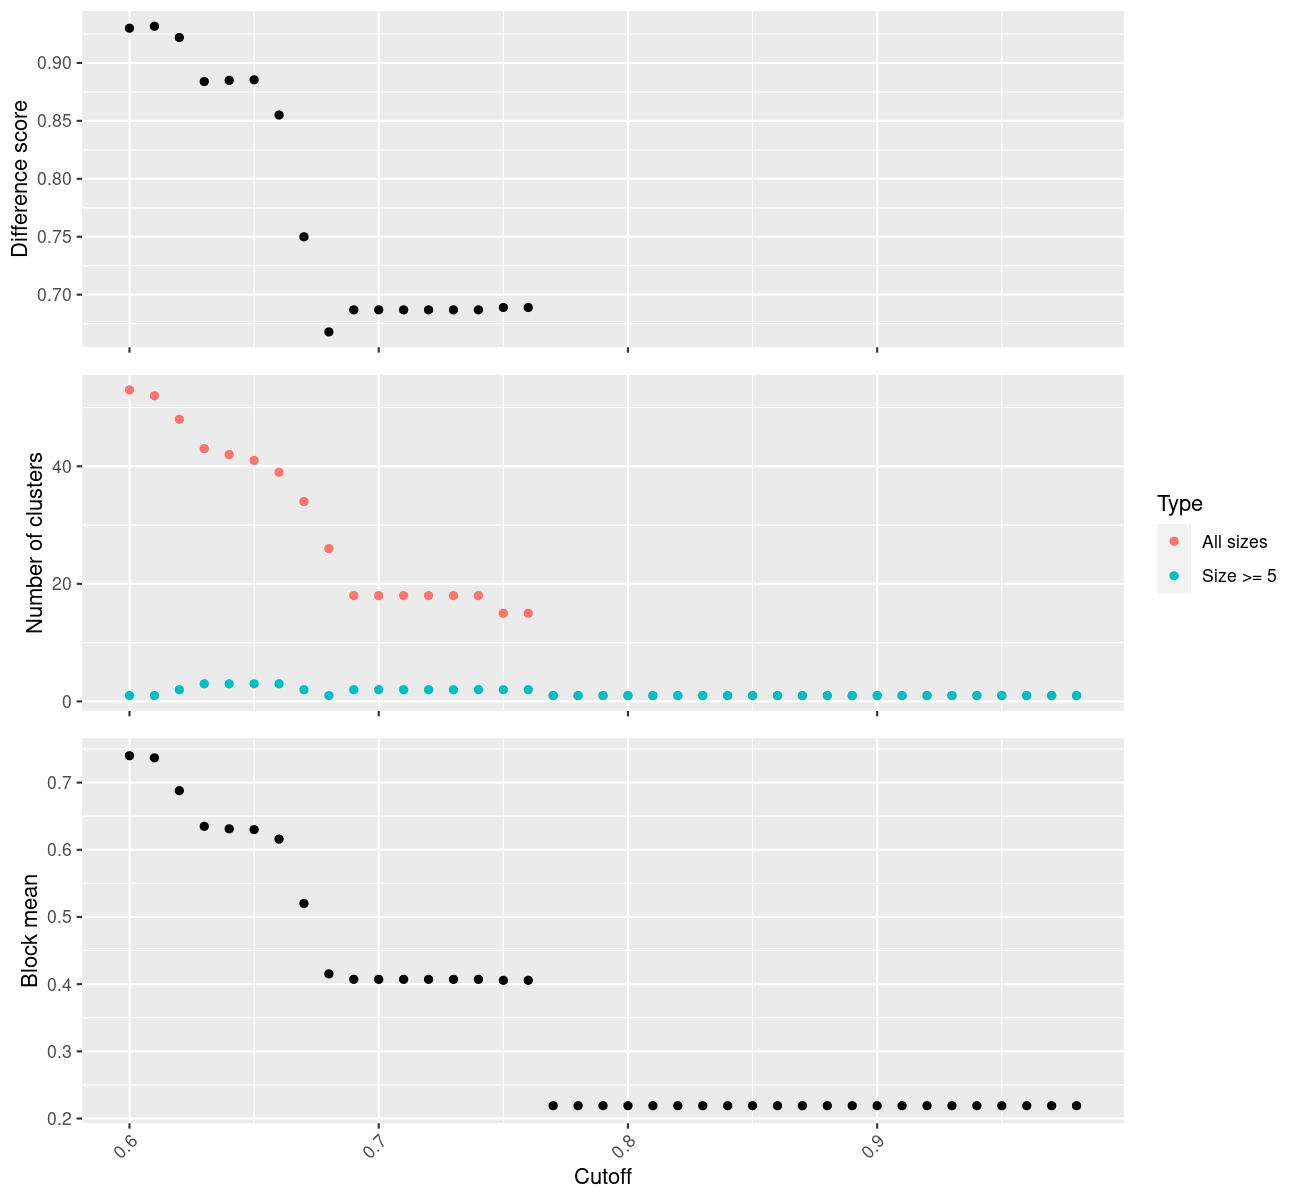 Difference score
0.90
0.85
0.80
0.75
0.70
Number of clusters
40
20
0
Type
All sizes
Size >= 5
Block mean
0.7
0.6
0.5
0.4
0.3
0.2
0.6 0.7 0.8 0.9
Cutoff